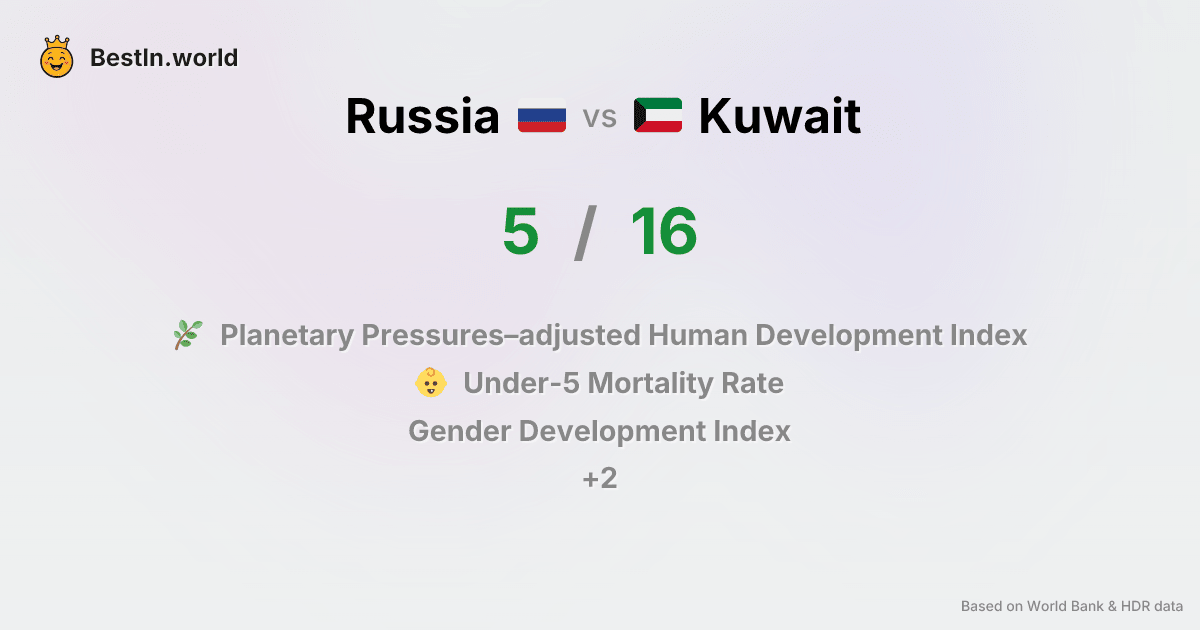 BestIn.world
Russia vs Kuwait
5 / 16
Planetary Pressures–adjusted Human Development Index
Under-5 Mortality Rate
Gender Development Index
+2
Based on World Bank & HDR data